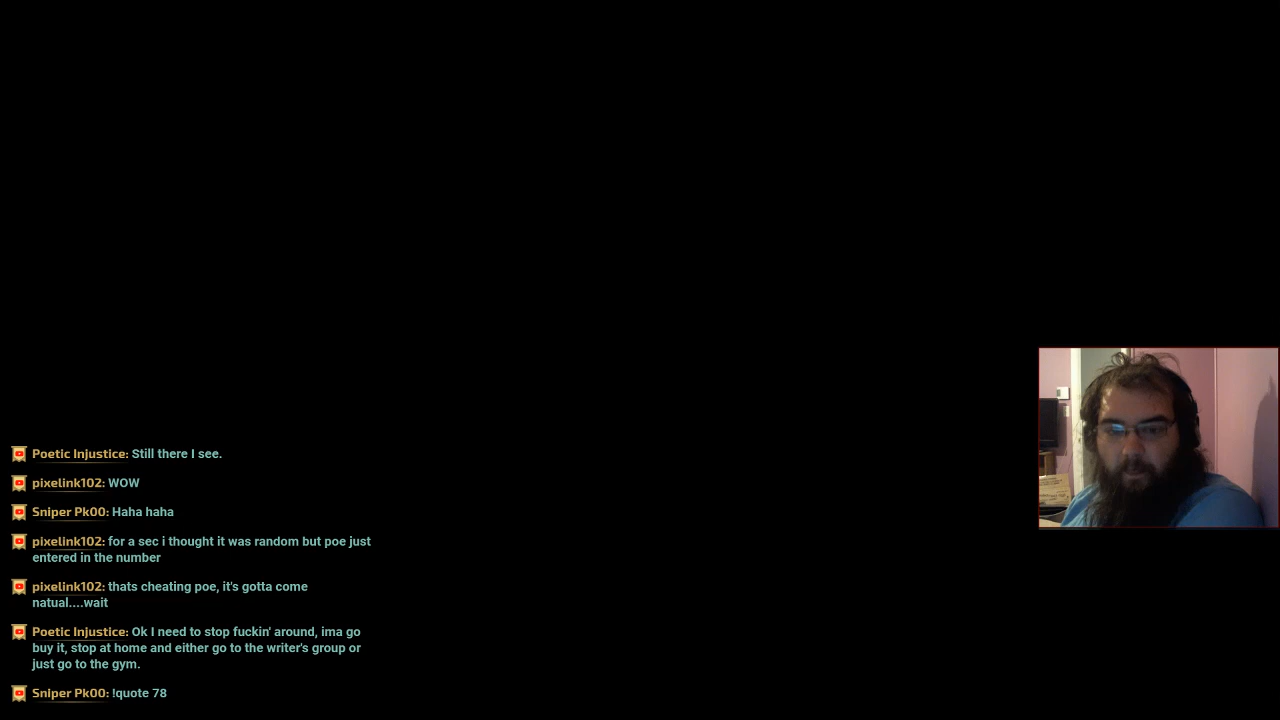 Poetic Injustice: Still there I see.
pixelink102: WOW
Sniper Pk00: Haha haha
pixelink102: for a sec i thought it was random but poe just
entered in the number
pixelink102: thats cheating poe, it's gotta come
natual....wait
Poetic Injustice: Ok I need to stop fuckin' around, ima go
buy it, stop at home and either go to the writer's group or
just go to the gym.
Sniper Pk00: !quote 78